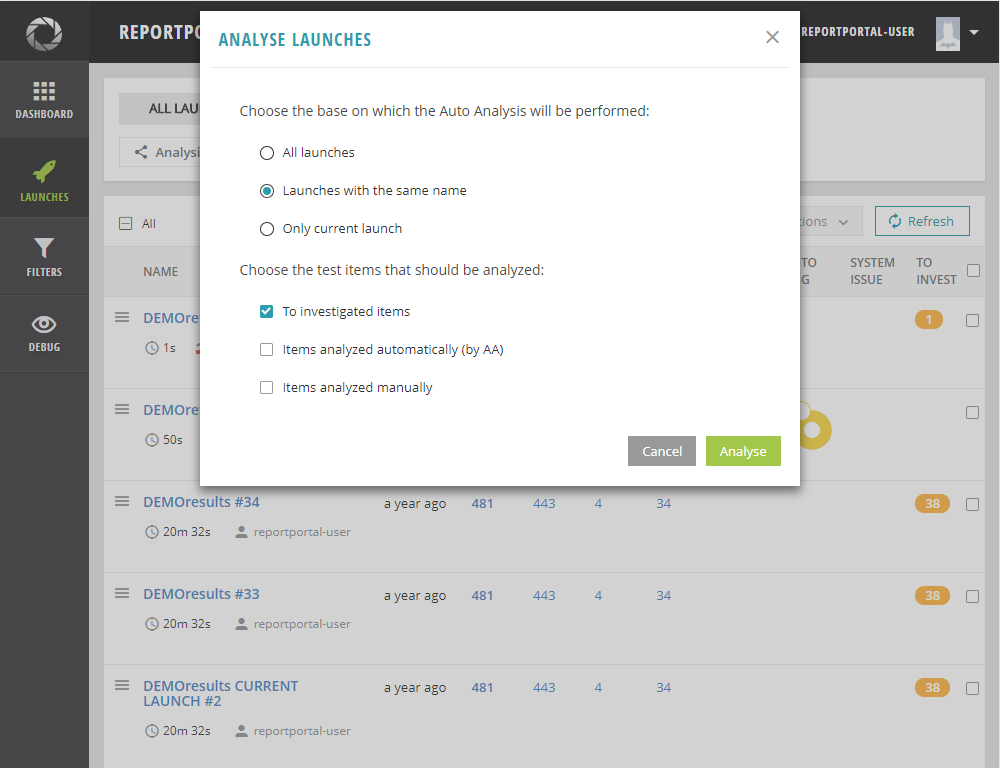 REPORTPO
REPORTPORTAL-USER
ANALYSE LAUNCHES
DASHBOARD
LAUNCHES
FILTERS
DEBUG
ALL LAU
Analysi
Choose the base on which the Auto Analysis will be performed:
All launches
Launches with the same name
Only current launch
Choose the test items that should be analyzed:
To investigated items
Items analyzed automatically (by AA)
Items analyzed manually
Cancel
Analyse
All
tions
Refresh
NAME
TO
G
SYSTEM
ISSUE
TO
INVEST
DEMOre
1
1s
DEMOre
50s
DEMOresults #34
a year ago 481 443 4 34 38
20m 32s reportportal-user
DEMOresults #33
a year ago 481 443 4 34 38
20m 32s reportportal-user
DEMOresults CURRENT
LAUNCH #2
a year ago 481 443 4 34 38
20m 32s reportportal-user